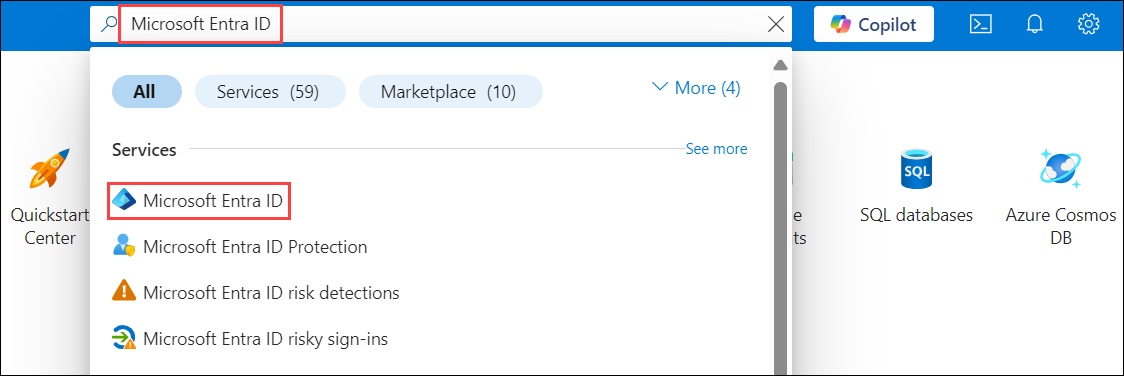 Microsoft Entra ID
Copilot
All
Services (59)
Marketplace (10)
More (4)
Services
See more
Microsoft Entra ID
Microsoft Entra ID Protection
Microsoft Entra ID risk detections
Microsoft Entra ID risky sign-ins
Quickstart
Center
SQL
SQL databases
Azure Cosmos
DB